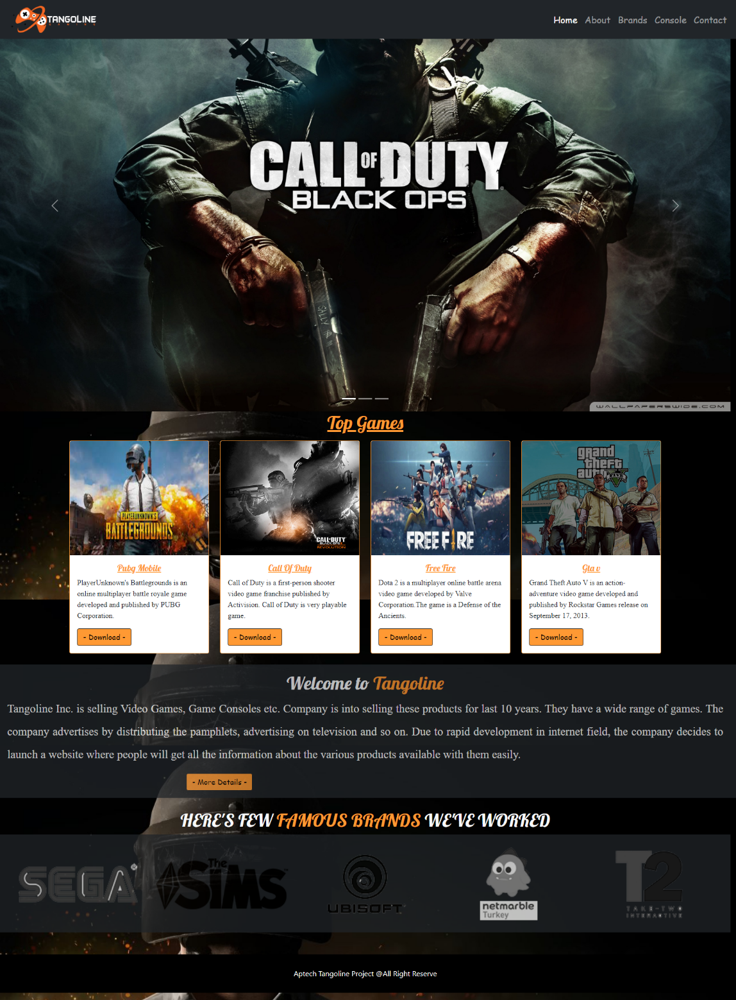 TANGOLINE
GAMING
Home About Brands Console Contact
CALL OF DUTY
BLACK OPS
SALLY
WALLPAPERSWIDE.COM
Top Games
PLAYERUNKNOWN'S
BATTLEGROUNDS
CALL OF DUTY
BLACK OPS II
REVOLUTION
FREE FIRE
grand
theft
auto
FIVE
Pubg Mobile
PlayerUnknown's Battlegrounds is an
online multiplayer battle royale game
developed and published by PUBG
Corporation.
- Download -
Call Of Duty
Call of Duty is a first-person shooter
video game franchise published by
Activision. Call of Duty is very playable
game.
- Download -
Free Fire
Dota 2 is a multiplayer online battle arena
video game developed by Valve
Corporation.The game is a Defense of the
Ancients.
- Download -
Gta v
Grand Theft Auto V is an action-
adventure video game developed and
published by Rockstar Games release on
September 17, 2013.
- Download -
Welcome to Tangoline
Tangoline Inc. is selling Video Games, Game Consoles etc. Company is into selling these products for last 10 years. They have a wide range of games. The
company advertises by distributing the pamphlets, advertising on television and so on. Due to rapid development in internet field, the company decides to
launch a website where people will get all the information about the various products available with them easily.
- More Details -
HERE'S FEW FAMOUS BRANDS WE'VE WORKED
SEGA®
The
SIMS™
UBISOFT™
netmarble
Turkey
T2
TAKE-TWO
INTERACTIVE
Aptech Tangoline Project @All Right Reserve